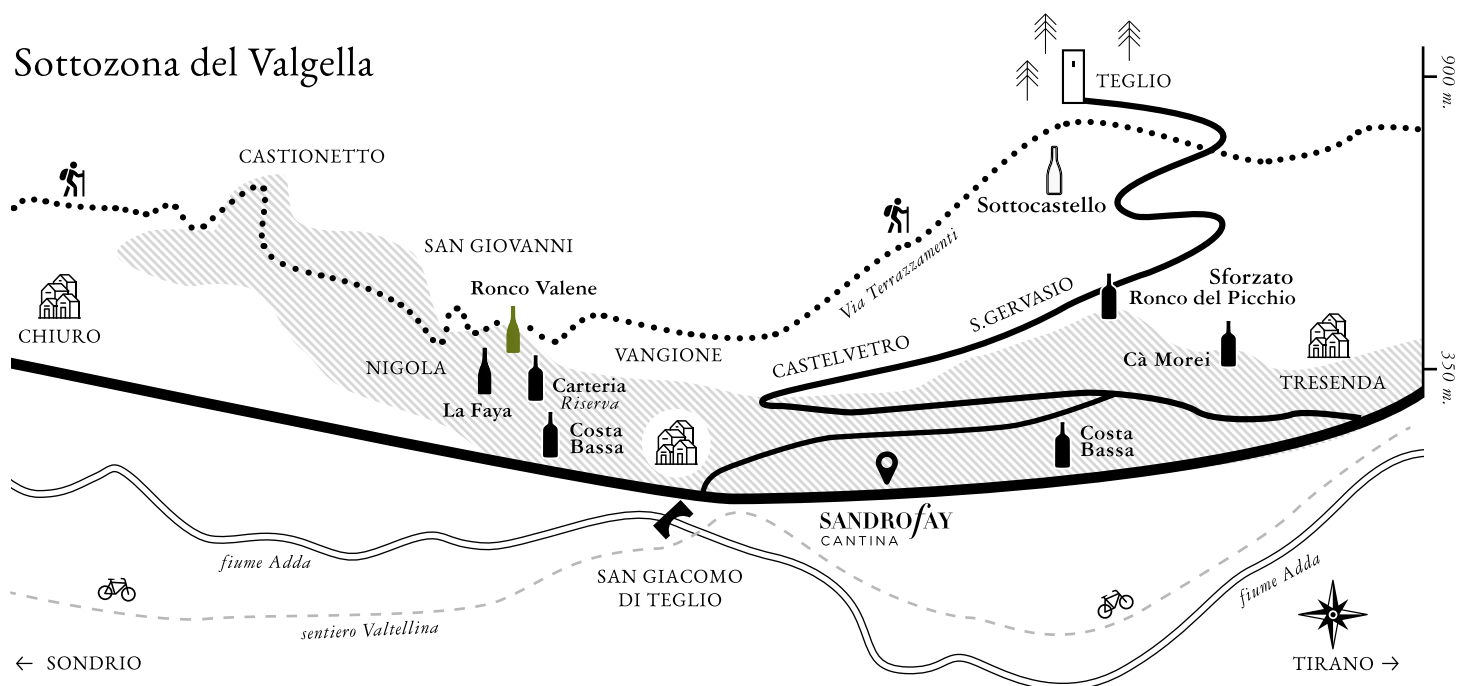 Sottozona del Valgella
900 m.
TEGLIO
CASTIONETTO
Sottocastello
SAN GIOVANNI
Via Terrazzamenti
Ronco Valene
S.GERVASIO
Sforzato
Ronco del Picchio
CHIURO
NIGOLA
VANGIONE
CASTELVETRO
Cà Morei
350 m.
TRESENDA
La Faya
Carteria
Riserva
Costa
Bassa
Costa
Bassa
SANDROfAY
CANTINA
fiume Adda
SAN GIACOMO
DI TEGLIO
fiume Adda
sentiero Valtellina
← SONDRIO
TIRANO →